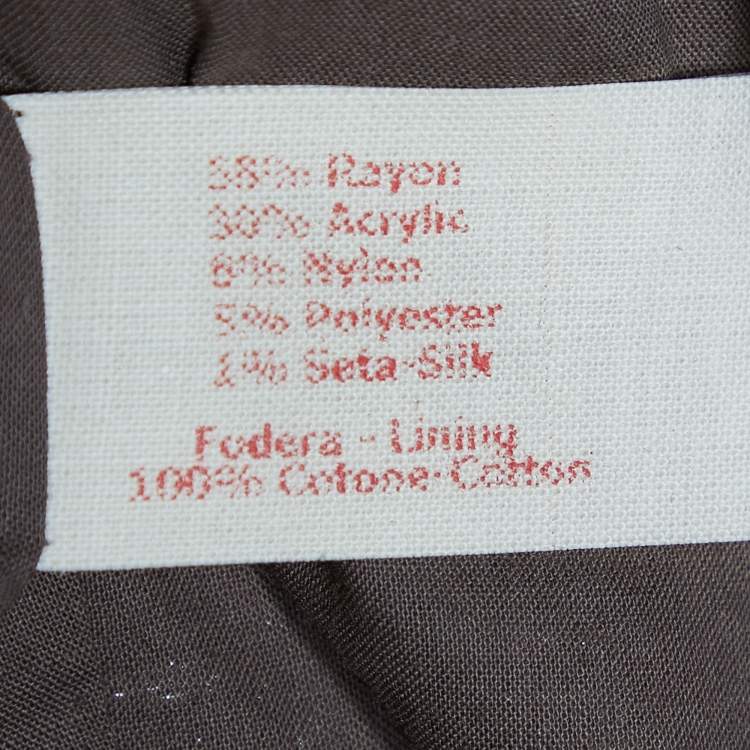 58% Rayon
30% Acrylic
6% Nylon
5% Polyester
1% Seta-Silk
Fodera - Lining
100% Cotone-Cotton